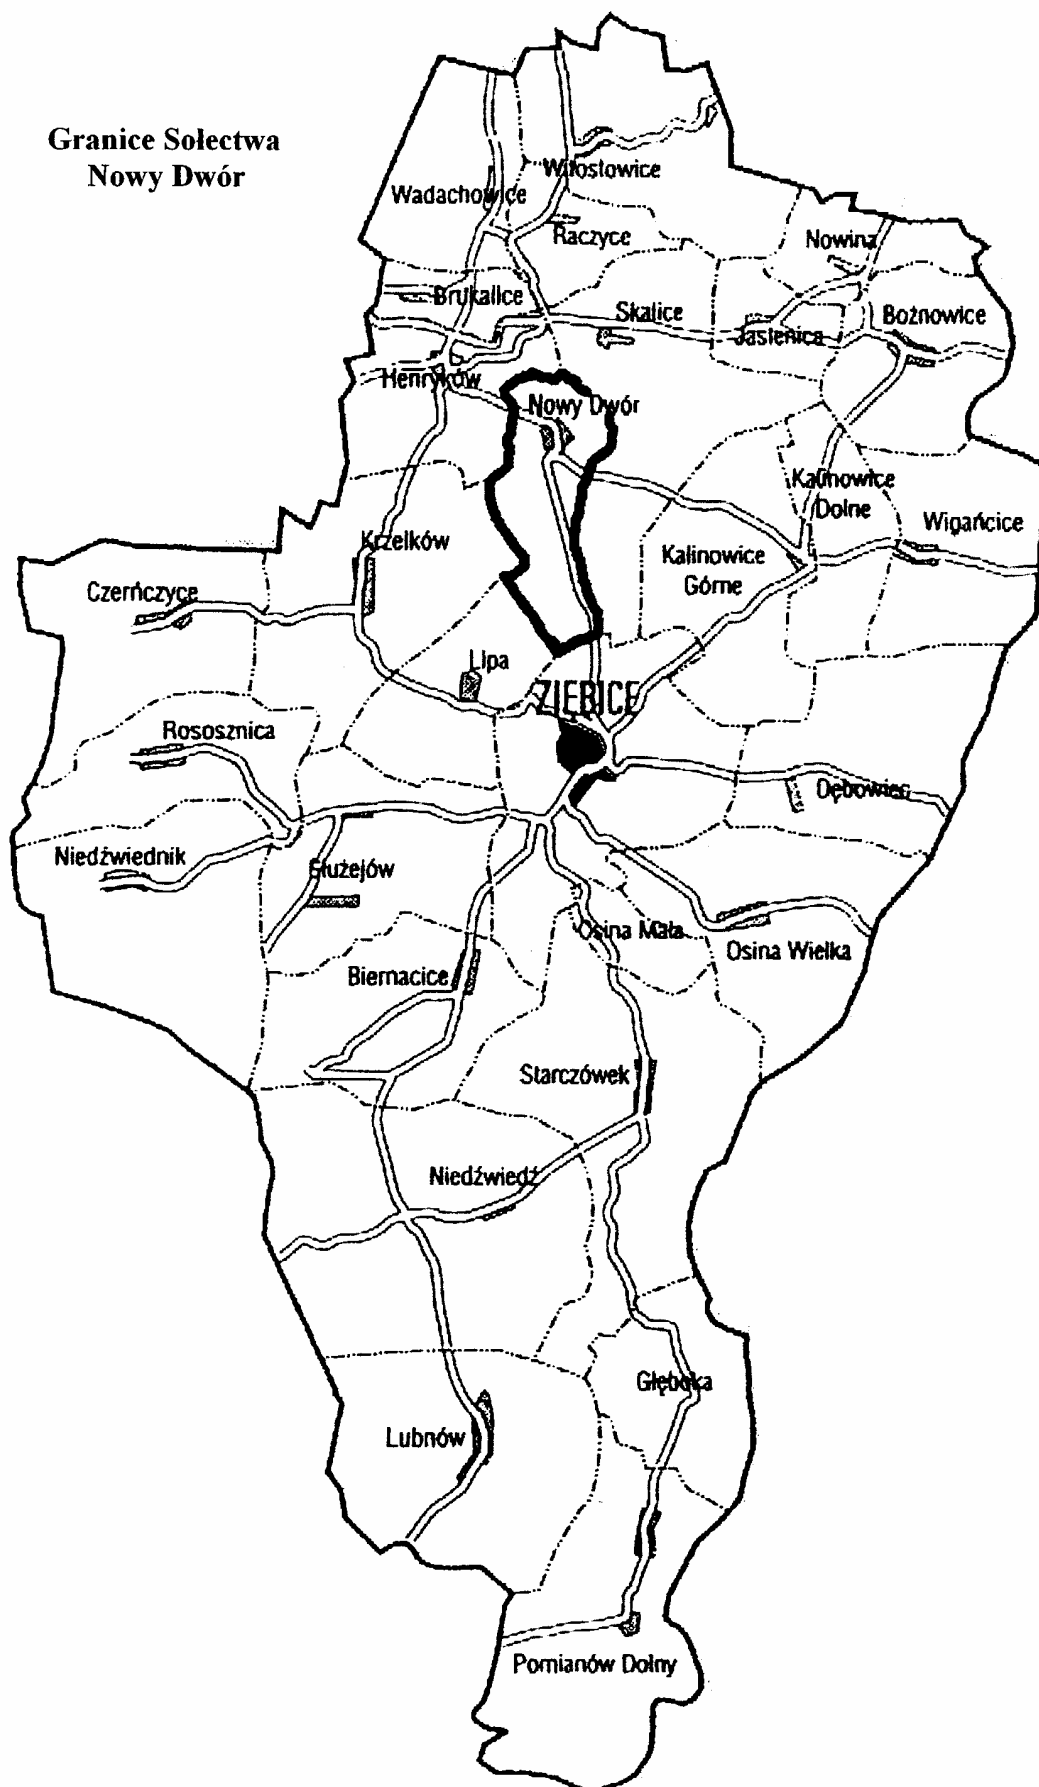 Granice Sołectwa
Nowy Dwór
Witostowice
Wadachowice
Raczyce
Nowina
Brukalice
Skalice
Bożnowice
Jasienica
Henryków
Nowy Dwór
Kalinowice
Dolne
Wigańcice
Krzelków
Kalinowice
Górne
Czerńczyce
Lipa
ZIĘBICE
Rososznica
Dębowiec
Niedźwiednik
Służejów
Osina Mała
Osina Wielka
Biernacice
Starczówek
Niedźwiedź
Głęboka
Lubnów
Pomianów Dolny